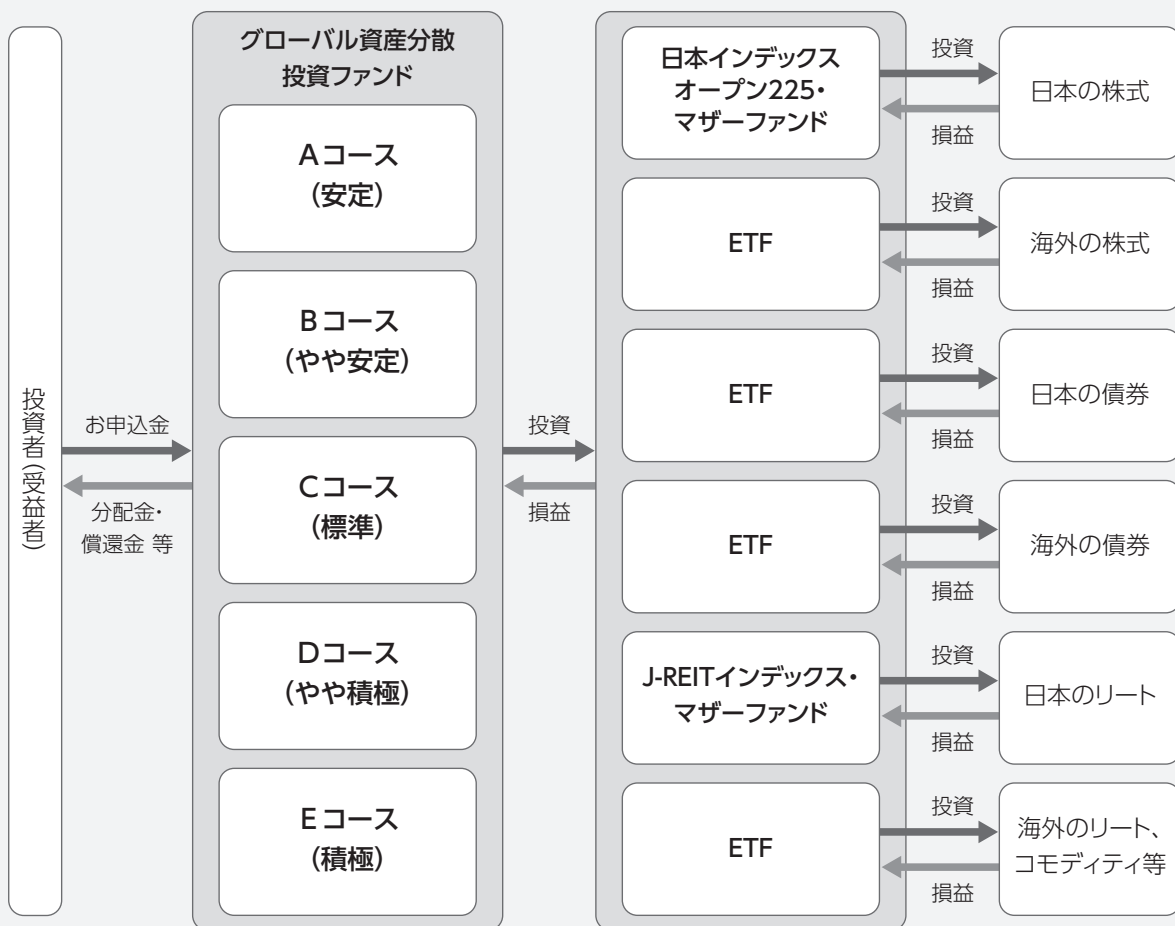 投資者(受益者)
お申込金
分配金・
償還金 等
グローバル資産分散
投資ファンド
Aコース
(安定)
Bコース
(やや安定)
Cコース
(標準)
Dコース
(やや積極)
Eコース
(積極)
投資
損益
日本インデックス
オープン225・
マザーファンド
投資
損益
日本の株式
ETF
投資
損益
海外の株式
ETF
投資
損益
日本の債券
ETF
投資
損益
海外の債券
J-REITインデックス・
マザーファンド
投資
損益
日本のリート
ETF
投資
損益
海外のリート、
コモディティ等